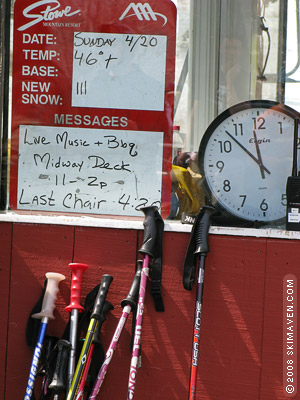 Stowe
MOUNTAIN RESORT
DATE: SUNDAY 4/20
TEMP: 46°+
BASE:
NEW
SNOW: 111
MESSAGES
Live Music + Bbq
Midway Deck
- 11-2p -
Last Chair 4:
Elgin
12
1
2
3
4
5
6
7
8
9
10
11
© 2008 SKIMAVEN.COM